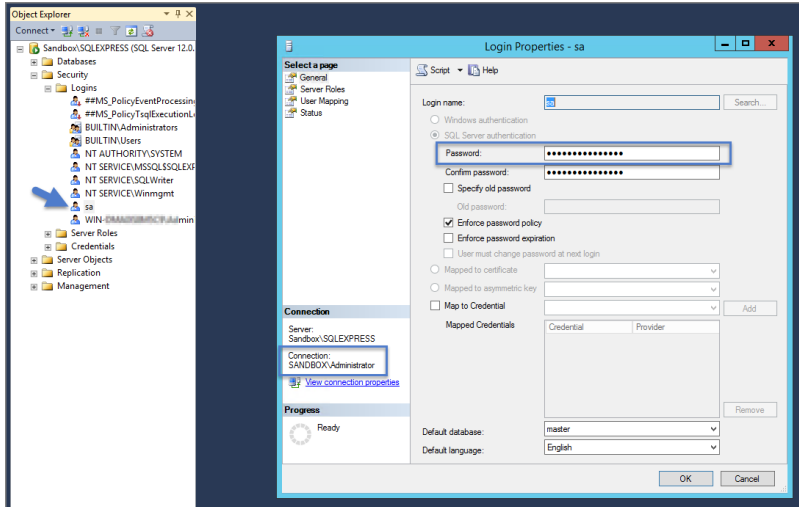 Object Explorer
Connect
Sandbox\SQLEXPRESS (SQL Server 12.0.
Databases
Security
Logins
##MS_PolicyEventProcessin
##MS_PolicyTsqlExecutionL
BUILTIN\Administrators
BUILTIN\Users
NT AUTHORITY\SYSTEM
NT SERVICE\MSSQL$SQLEXP
NT SERVICE\SQLWriter
NT SERVICE\Winmgmt
sa
WIN-
min
Server Roles
Credentials
Server Objects
Replication
Management
Login Properties - sa
Select a page
General
Server Roles
User Mapping
Status
Connection
Server:
Sandbox\SQLEXPRESS
Connection:
SANDBOX\Administrator
View connection properties
Progress
Ready
Script Help
Login name: sa Search...
Windows authentication
SQL Server authentication
Password: •••••••••••••••
Confirm password: •••••••••••••••
Specify old password
Old password:
Enforce password policy
Enforce password expiration
User must change password at next login
Mapped to certificate
Mapped to asymmetric key
Map to Credential Add
Mapped Credentials Credential Provider
Remove
Default database: master
Default language: English
OK Cancel